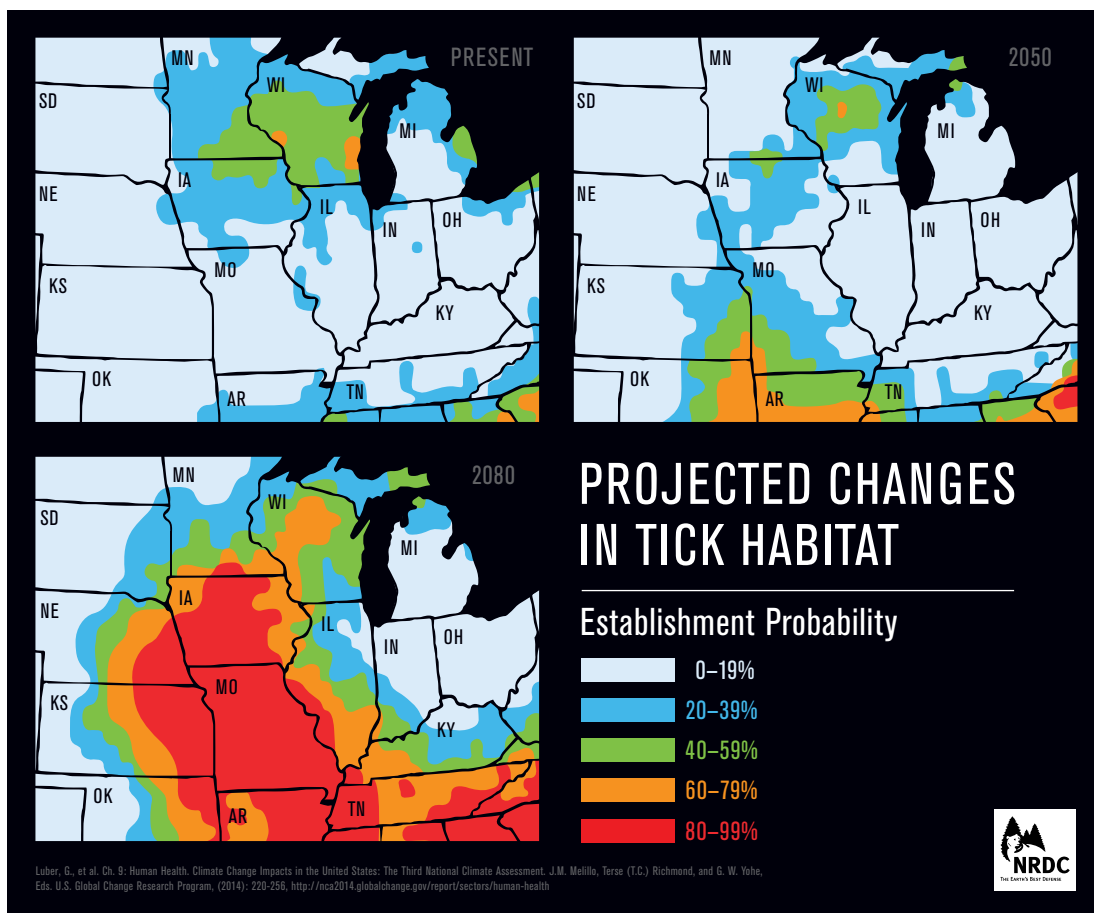 PRESENT
MN
WI
SD
MI
IA
NE
IL
OH
IN
MO
KS
KY
OK
AR
TN
2050
MN
WI
SD
MI
IA
NE
IL
OH
IN
MO
KS
KY
OK
AR
TN
2080
MN
WI
SD
MI
IA
NE
IL
OH
IN
MO
KS
KY
OK
AR
TN
PROJECTED CHANGES
IN TICK HABITAT
Establishment Probability
0–19%
20–39%
40–59%
60–79%
80–99%
Luber, G., et al. Ch. 9: Human Health. Climate Change Impacts in the United States: The Third National Climate Assessment. J.M. Melillo, Terse (T.C.) Richmond, and G. W. Yohe,
Eds. U.S. Global Change Research Program, (2014): 220-256, http://nca2014.globalchange.gov/report/sectors/human-health
NRDC
THE EARTH'S BEST DEFENSE